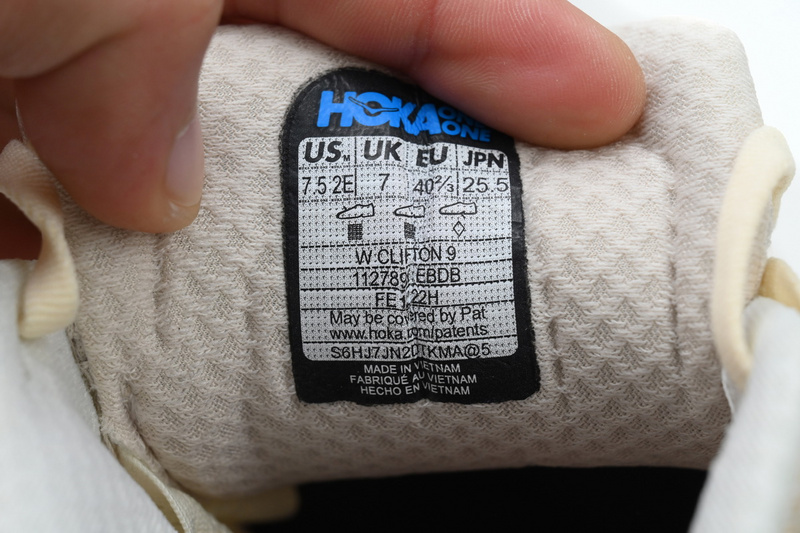 HOKA ONE ONE
US M UK EU JPN
7.5 2E 7 40⅔ 25.5
W CLIFTON 9
EBDB
22H
May be covered by Pat
www.hoka.com/patents
MADE IN VIETNAM
FABRIQUÉ AU VIETNAM
HECHO EN VIETNAM